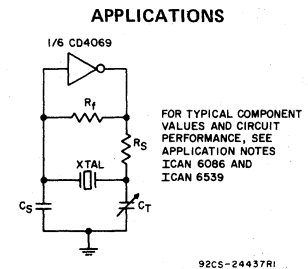 APPLICATIONS
1/6 CD4069
Rf
RS
XTAL
CS
CT
FOR TYPICAL COMPONENT
VALUES AND CIRCUIT
PERFORMANCE, SEE
APPLICATION NOTES
ICAN 6086 AND
ICAN 6539
92CS-24437R1